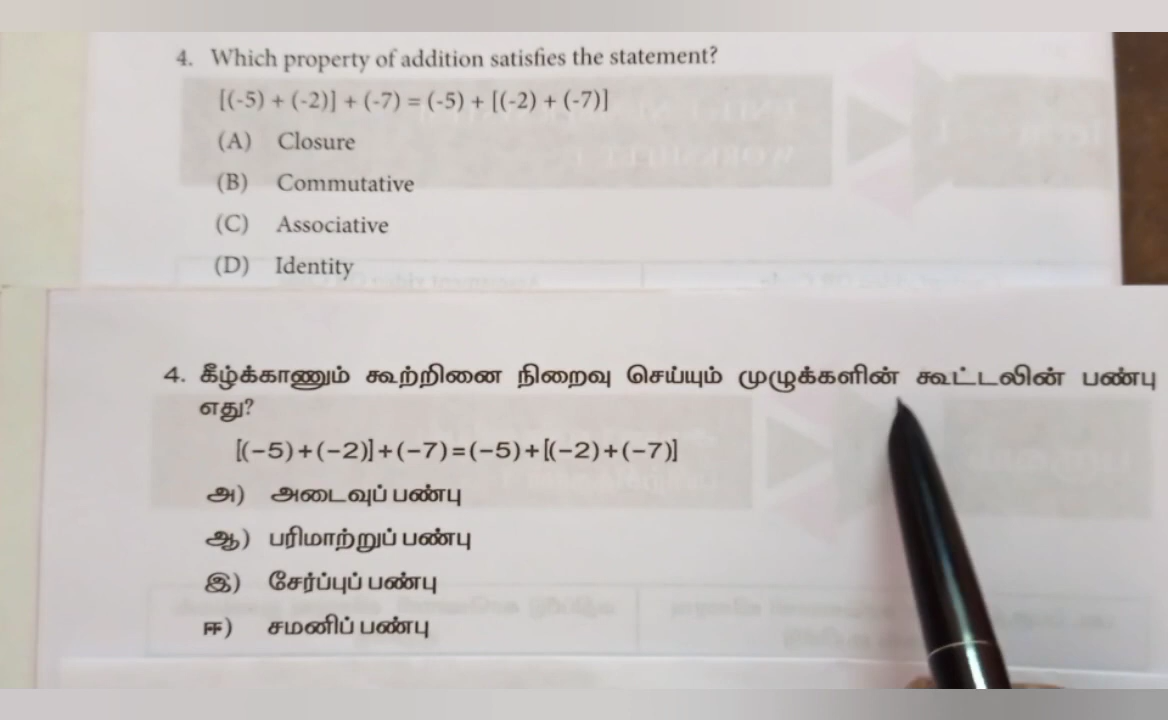 4. Which property of addition satisfies the statement?
[(-5) + (-2)] + (-7) = (-5) + [(-2) + (-7)]
(A) Closure
(B) Commutative
(C) Associative
(D) Identity
4. கீழ்க்காணும் கூற்றினை நிறைவு செய்யும் முழுக்களின் கூட்டலின் பண்பு
எது?
[(−5)+(−2)]+(−7)=(−5)+[(−2)+(−7)]
அ) அடைவுப் பண்பு
ஆ) பரிமாற்றுப் பண்பு
இ) சேர்ப்புப் பண்பு
ஈ) சமனிப் பண்பு